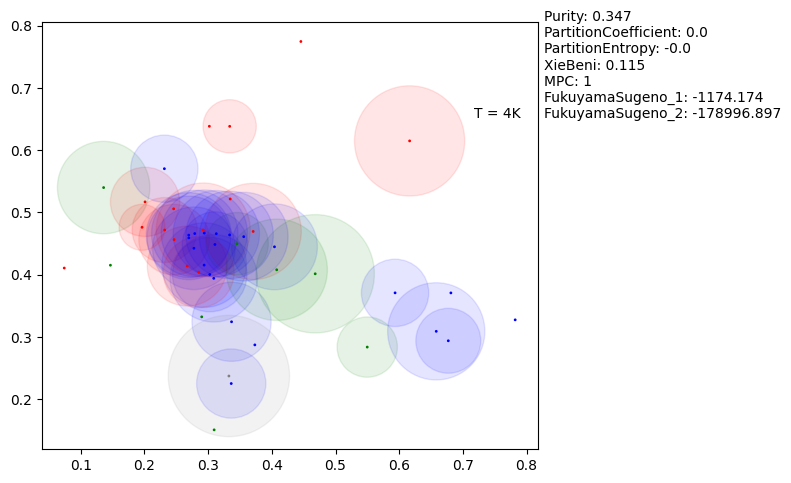 Purity: 0.347
PartitionCoefficient: 0.0
PartitionEntropy: -0.0
XieBeni: 0.115
MPC: 1
FukuyamaSugeno_1: -1174.174
FukuyamaSugeno_2: -178996.897
T = 4K
0.8
0.7
0.6
0.5
0.4
0.3
0.2
0.1 0.2 0.3 0.4 0.5 0.6 0.7 0.8